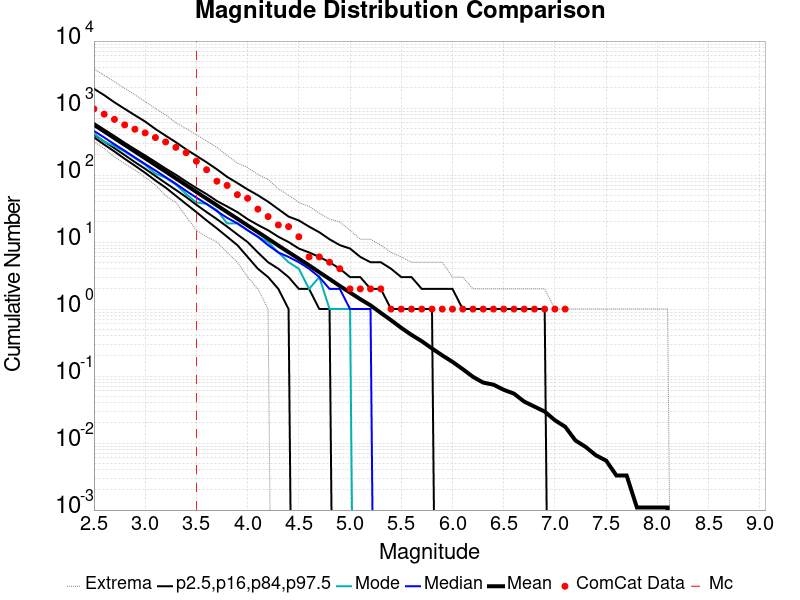 Magnitude Distribution Comparison
Cumulative Number
10^4
10^3
10^2
10^1
10^0
10^-1
10^-2
10^-3
2.5 3.0 3.5 4.0 4.5 5.0 5.5 6.0 6.5 7.0 7.5 8.0 8.5 9.0
Magnitude
Extrema p2.5,p16,p84,p97.5 Mode Median Mean ComCat Data Mc